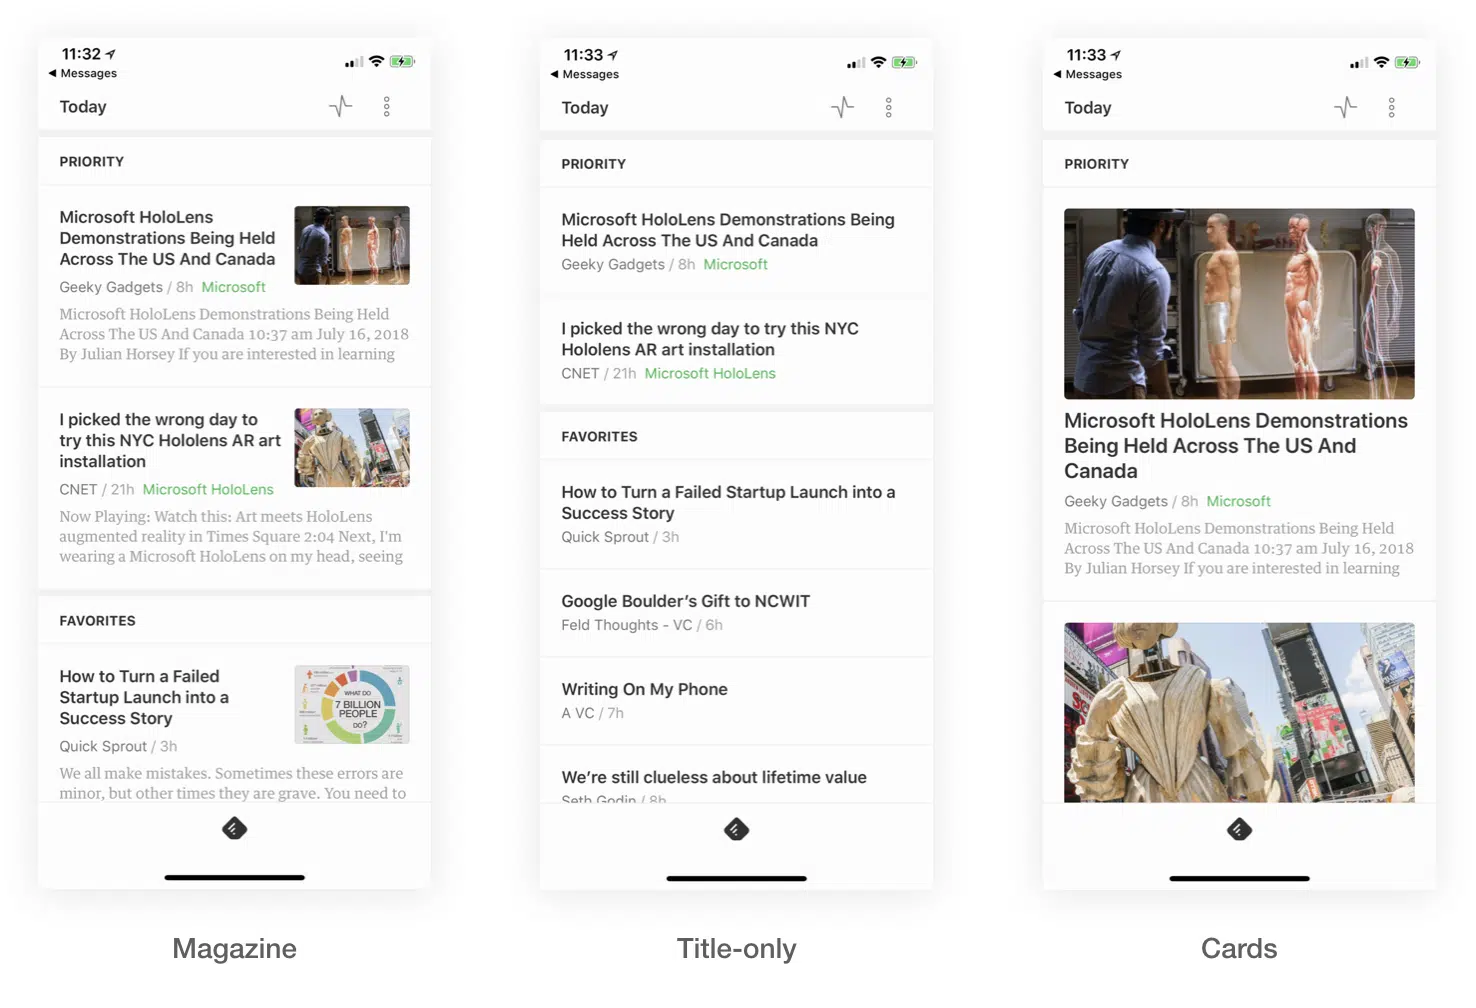 11:32
Messages
Today
PRIORITY
Microsoft HoloLens
Demonstrations Being Held
Across The US And Canada
Geeky Gadgets / 8h Microsoft
Microsoft HoloLens Demonstrations Being Held
Across The US And Canada 10:37 am July 16, 2018
By Julian Horsey If you are interested in learning
I picked the wrong day to
try this NYC Hololens AR art
installation
CNET / 21h Microsoft HoloLens
Now Playing: Watch this: Art meets HoloLens
augmented reality in Times Square 2:04 Next, I'm
wearing a Microsoft HoloLens on my head, seeing
FAVORITES
How to Turn a Failed
Startup Launch into a
Success Story
WHAT DO
7 BILLION
PEOPLE
DO?
Quick Sprout / 3h
We all make mistakes. Sometimes these errors are
minor, but other times they are grave. You need to
Magazine
11:33
Messages
Today
PRIORITY
Microsoft HoloLens Demonstrations Being
Held Across The US And Canada
Geeky Gadgets / 8h Microsoft
I picked the wrong day to try this NYC
Hololens AR art installation
CNET / 21h Microsoft HoloLens
FAVORITES
How to Turn a Failed Startup Launch into a
Success Story
Quick Sprout / 3h
Google Boulder’s Gift to NCWIT
Feld Thoughts - VC / 6h
Writing On My Phone
A VC / 7h
We’re still clueless about lifetime value
Seth Godin / 8h
Title-only
11:33
Messages
Today
PRIORITY
Microsoft HoloLens Demonstrations
Being Held Across The US And
Canada
Geeky Gadgets / 8h Microsoft
Microsoft HoloLens Demonstrations Being Held
Across The US And Canada 10:37 am July 16, 2018
By Julian Horsey If you are interested in learning
Cards